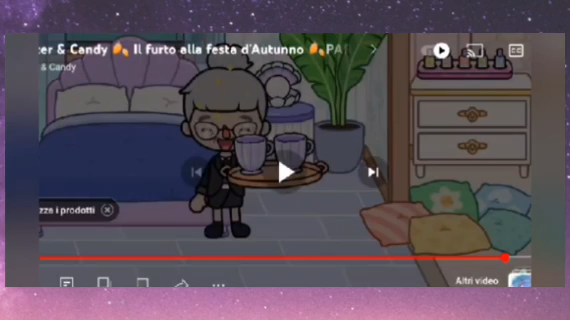 ter & Candy 🍂 Il furto alla festa d'Autunno 🍂 PA
& Candy
zza i prodotti
Altri video